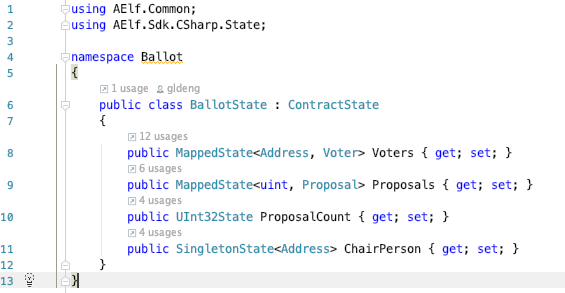 1 using AElf.Common;
2 using AElf.Sdk.CSharp.State;
3
4 namespace Ballot
5 {
1 usage gldeng
6 public class BallotState : ContractState
7 {
12 usages
8 public MappedState<Address, Voter> Voters { get; set; }
6 usages
9 public MappedState<uint, Proposal> Proposals { get; set; }
4 usages
10 public UInt32State ProposalCount { get; set; }
4 usages
11 public SingletonState<Address> ChairPerson { get; set; }
12 }
13 }